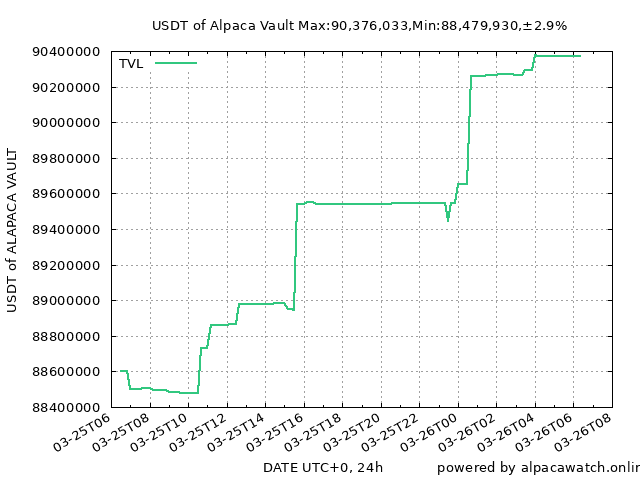 USDT of Alpaca Vault Max:90,376,033,Min:88,479,930,±2.9%
TVL
USDT of ALAPACA VAULT
90400000
90200000
90000000
89800000
89600000
89400000
89200000
89000000
88800000
88600000
88400000
03-25T06
03-25T08
03-25T10
03-25T12
03-25T14
03-25T16
03-25T18
03-25T20
03-25T22
03-26T00
03-26T02
03-26T04
03-26T06
03-26T08
DATE UTC+0, 24h
powered by alpacawatch.onlin